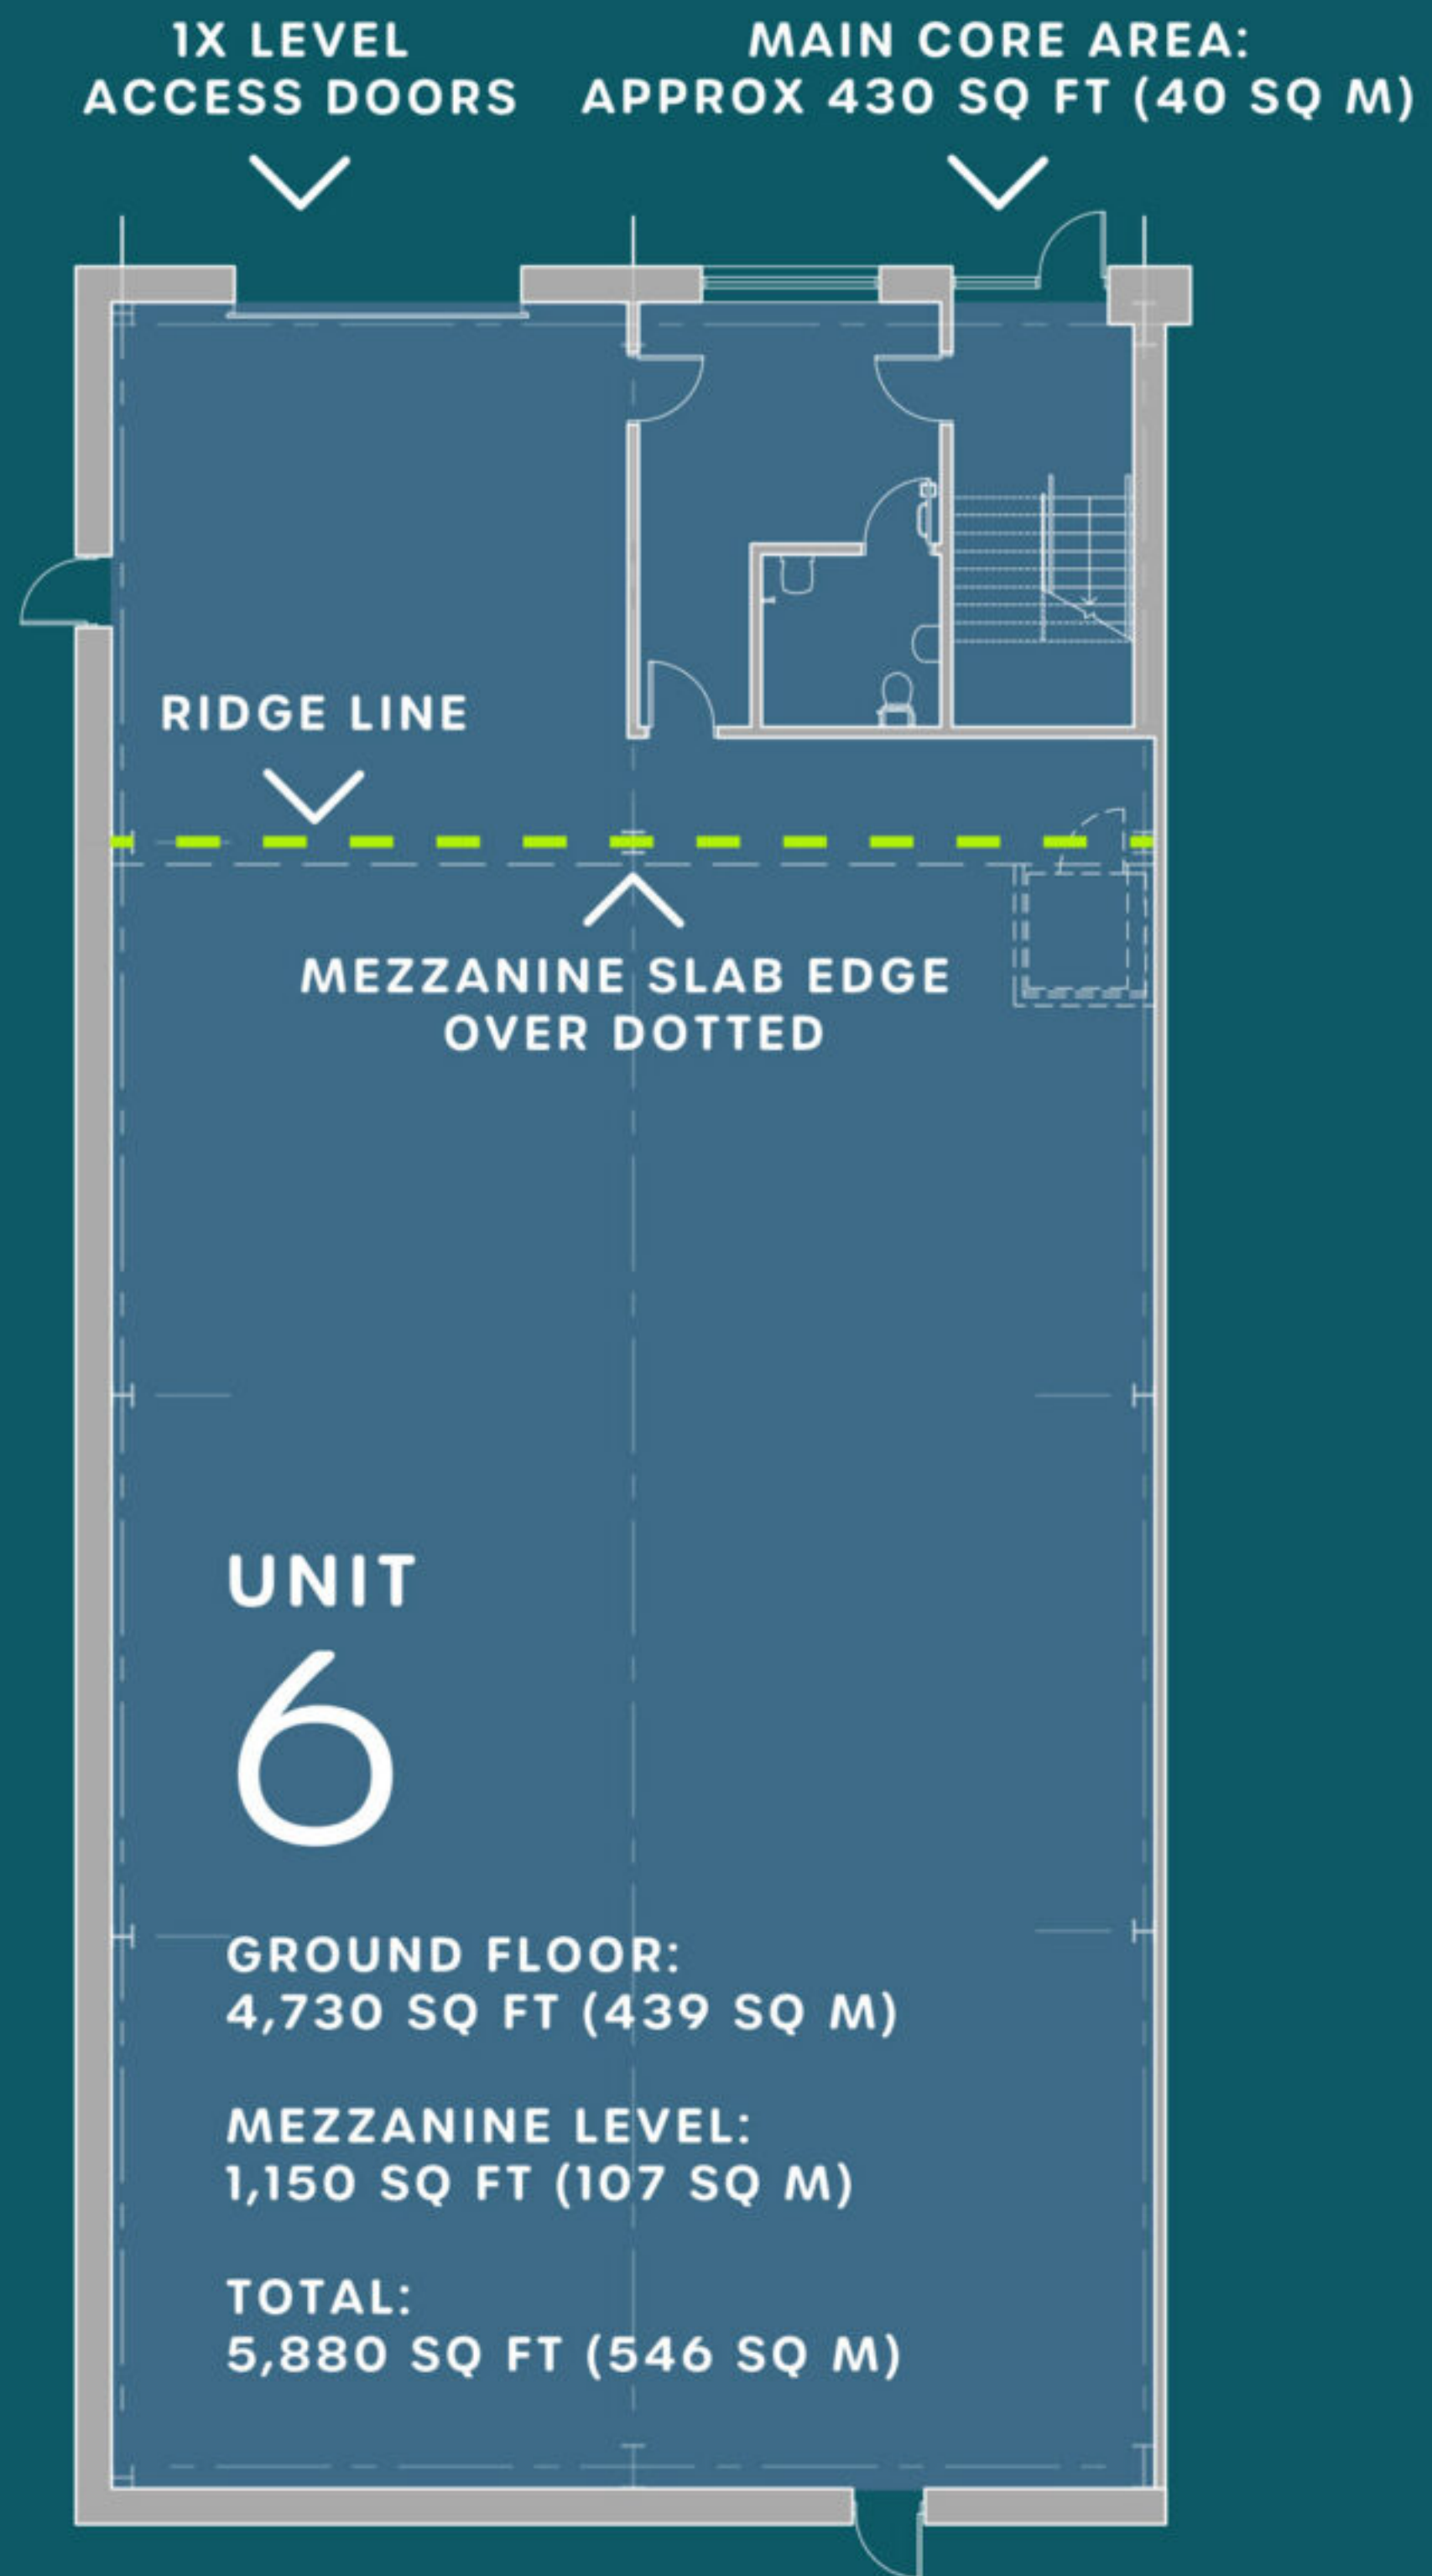 1X LEVEL
ACCESS DOORS
MAIN CORE AREA:
APPROX 430 SQ FT (40 SQ M)
RIDGE LINE
MEZZANINE SLAB EDGE
OVER DOTTED
UNIT
6
GROUND FLOOR:
4,730 SQ FT (439 SQ M)
MEZZANINE LEVEL:
1,150 SQ FT (107 SQ M)
TOTAL:
5,880 SQ FT (546 SQ M)